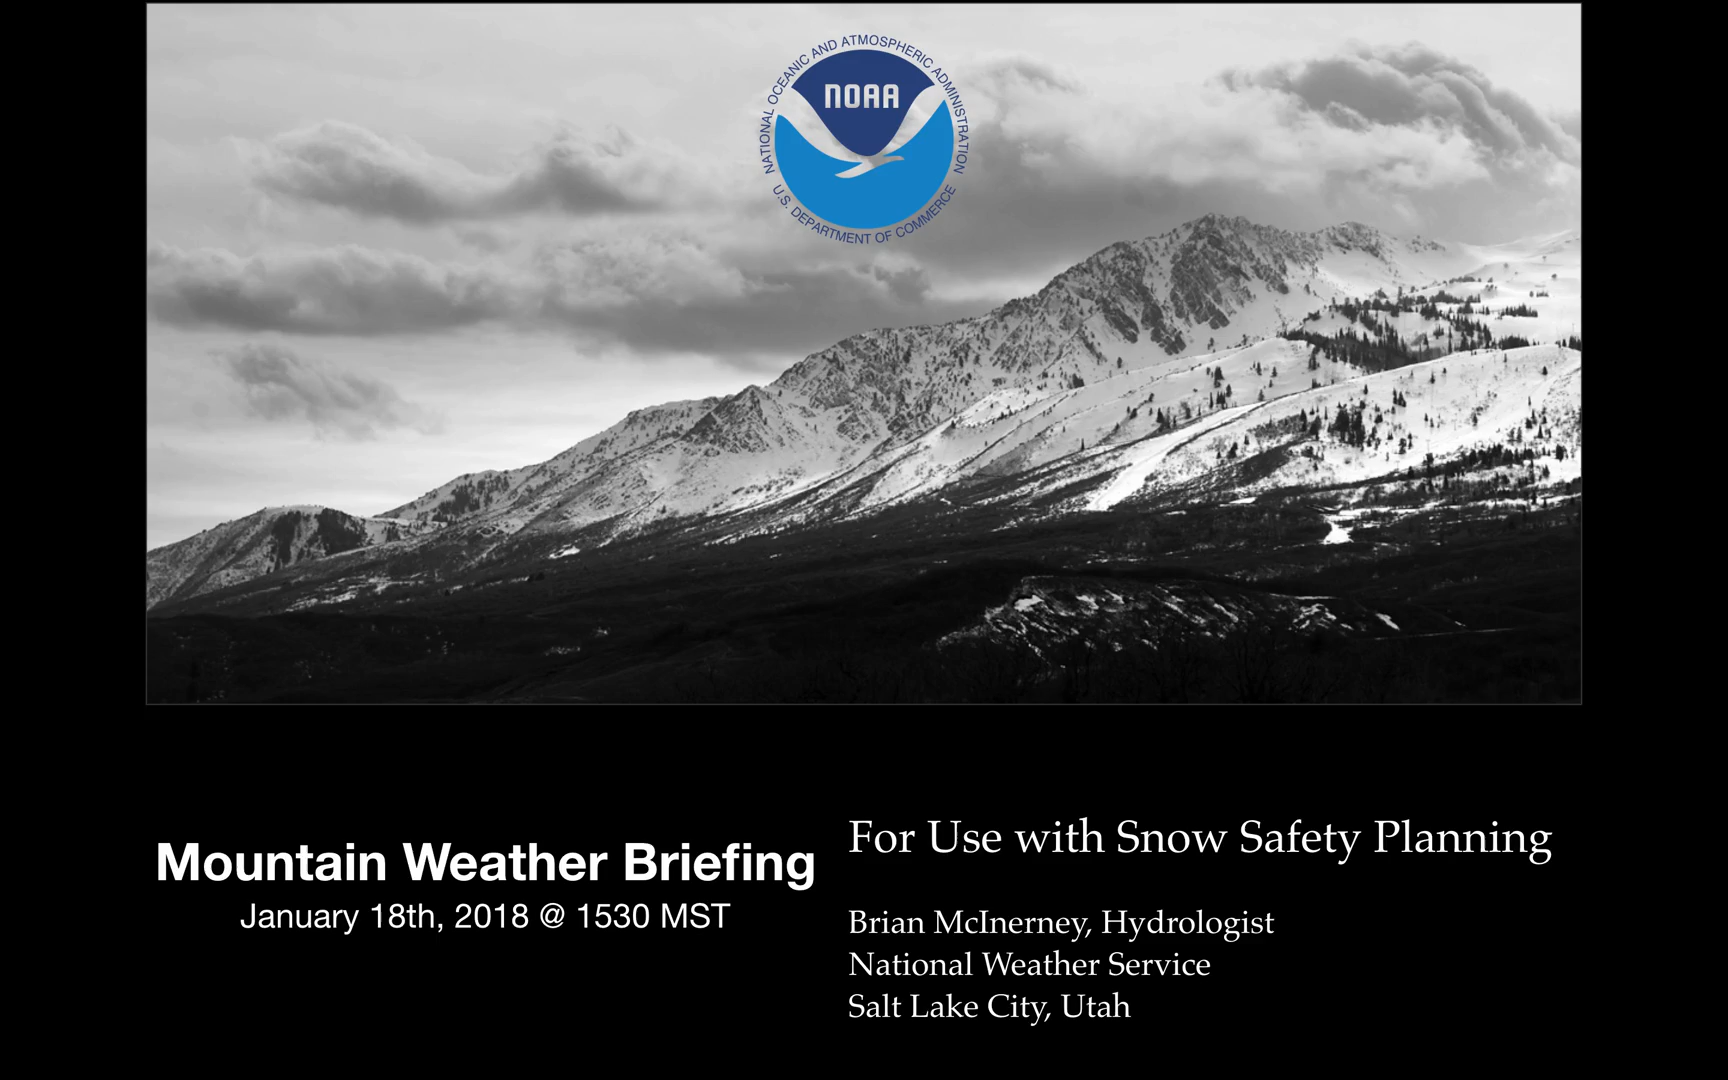 NATIONAL OCEANIC AND ATMOSPHERIC ADMINISTRATION
NOAA
U.S. DEPARTMENT OF COMMERCE
Mountain Weather Briefing
January 18th, 2018 @ 1530 MST
For Use with Snow Safety Planning
Brian McInerney, Hydrologist
National Weather Service
Salt Lake City, Utah